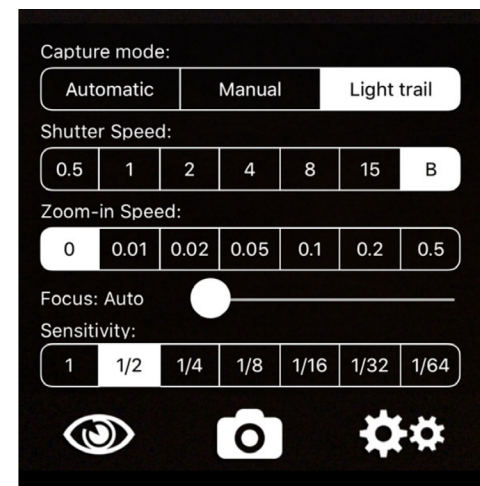 Capture mode:
Automatic Manual Light trail
Shutter Speed:
0.5 1 2 4 8 15 B
Zoom-in Speed:
0 0.01 0.02 0.05 0.1 0.2 0.5
Focus: Auto
Sensitivity:
1 1/2 1/4 1/8 1/16 1/32 1/64